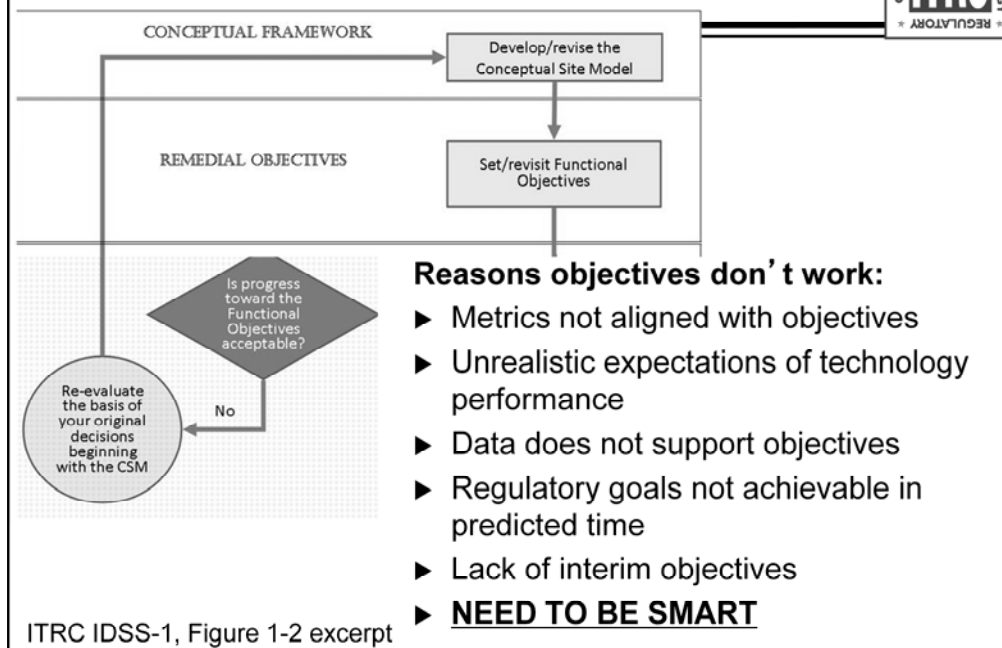 REGULATORY
CONCEPTUAL FRAMEWORK
Develop/revise the
Conceptual Site Model
REMEDIAL OBJECTIVES
Set/revisit Functional
Objectives
Is progress
toward the
Functional
Objectives
acceptable?
No
Re-evaluate
the basis of
your original
decisions
beginning
with the CSM
Reasons objectives don’t work:
► Metrics not aligned with objectives
► Unrealistic expectations of technology
performance
► Data does not support objectives
► Regulatory goals not achievable in
predicted time
► Lack of interim objectives
► NEED TO BE SMART
ITRC IDSS-1, Figure 1-2 excerpt